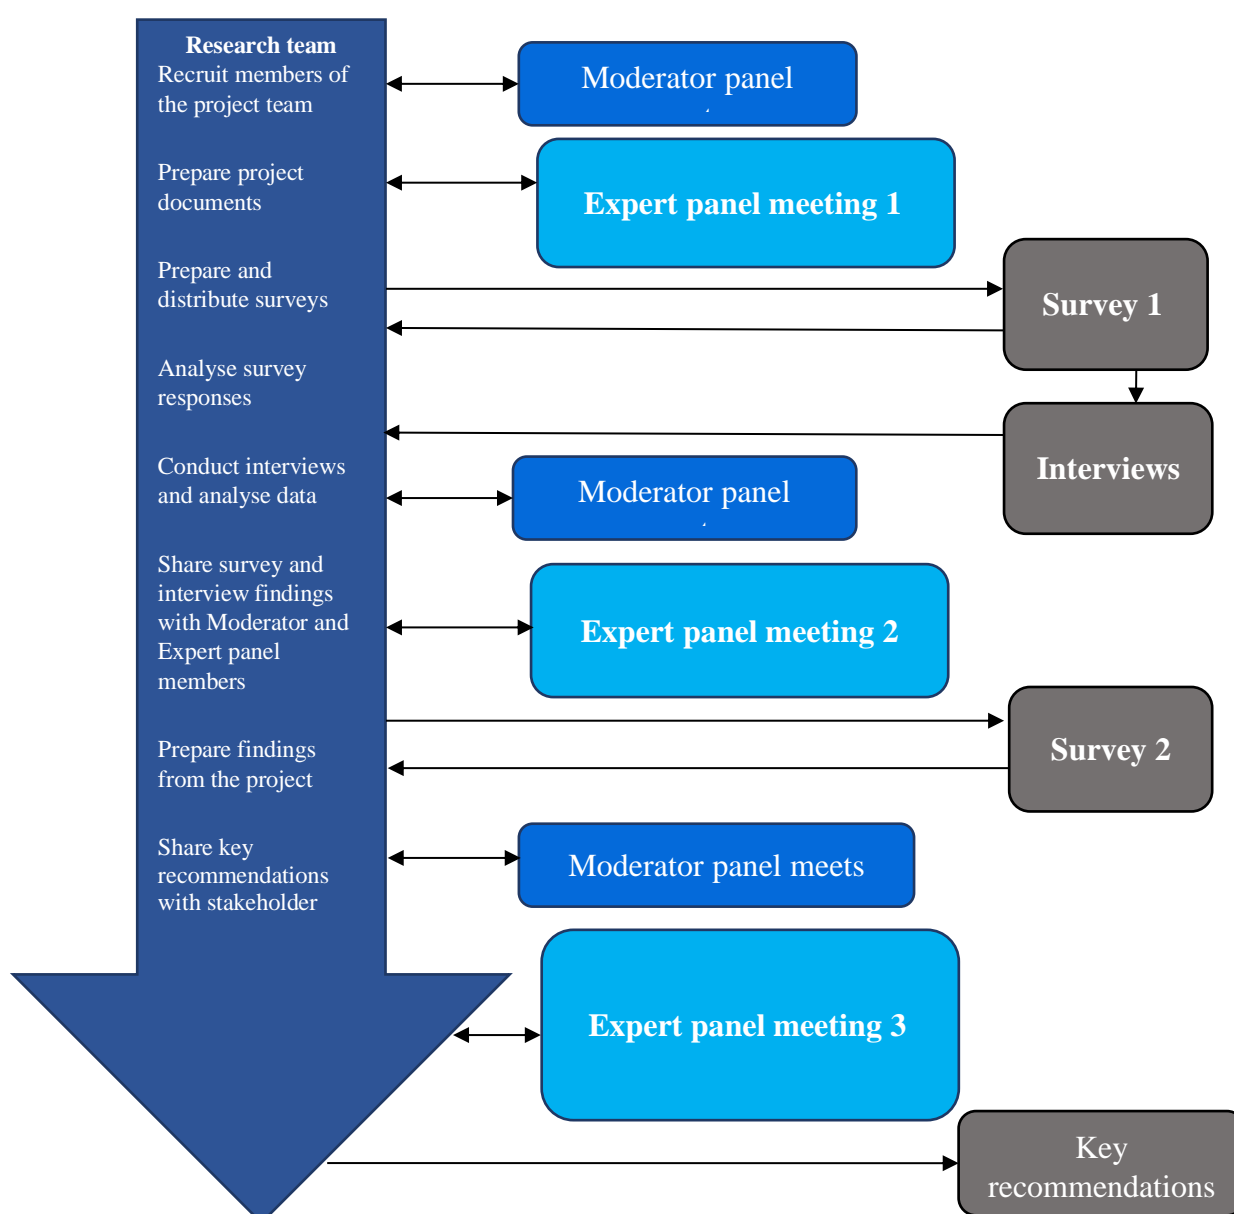 Research team
Recruit members of
the project team
Prepare project
documents
Prepare and
distribute surveys
Analyse survey
responses
Conduct interviews
and analyse data
Share survey and
interview findings
with Moderator and
Expert panel
members
Prepare findings
from the project
Share key
recommendations
with stakeholder
Moderator panel
Expert panel meeting 1
Survey 1
Interviews
Moderator panel
Expert panel meeting 2
Survey 2
Moderator panel meets
Expert panel meeting 3
Key
recommendations